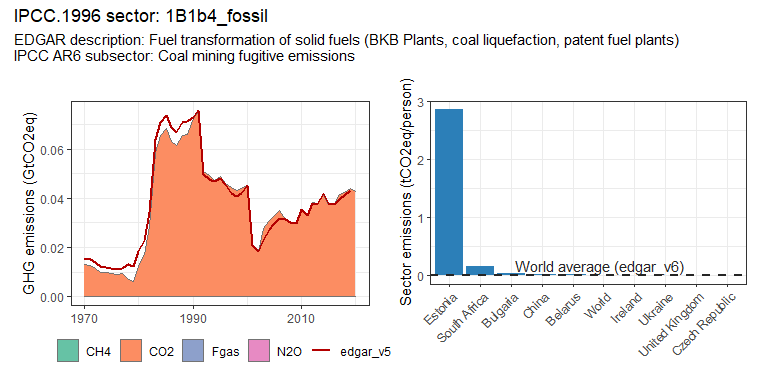 IPCC.1996 sector: 1B1b4_fossil
EDGAR description: Fuel transformation of solid fuels (BKB Plants, coal liquefaction, patent fuel plants)
IPCC AR6 subsector: Coal mining fugitive emissions
GHG emissions (GtCO2eq)
0.06
0.04
0.02
0.00
1970
1990
2010
CH4
CO2
Fgas
N2O
edgar_v5
Sector emissions (tCO2eq/person)
3
2
1
0
World average (edgar_v6)
Estonia
South Africa
Bulgaria
China
Belarus
World
Ireland
Ukraine
United Kingdom
Czech Republic